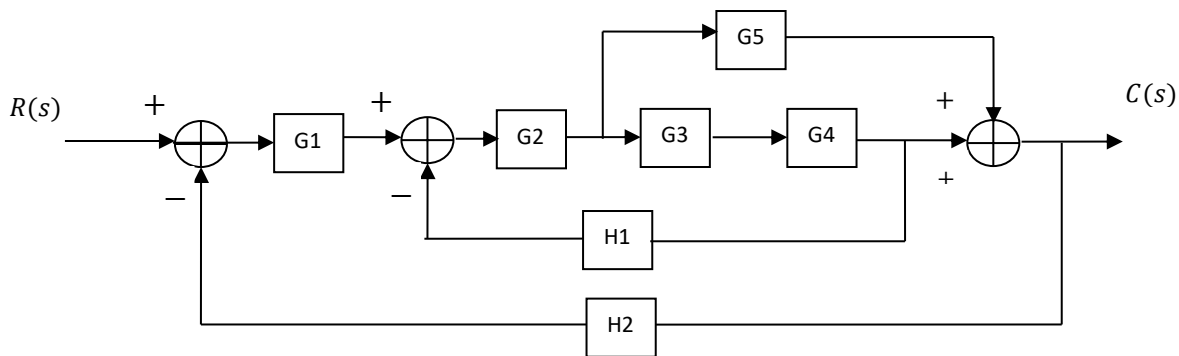 G5
+
+
+
C(s)
R(s)
G1
G2
G3
G4
−
−
+
H1
H2